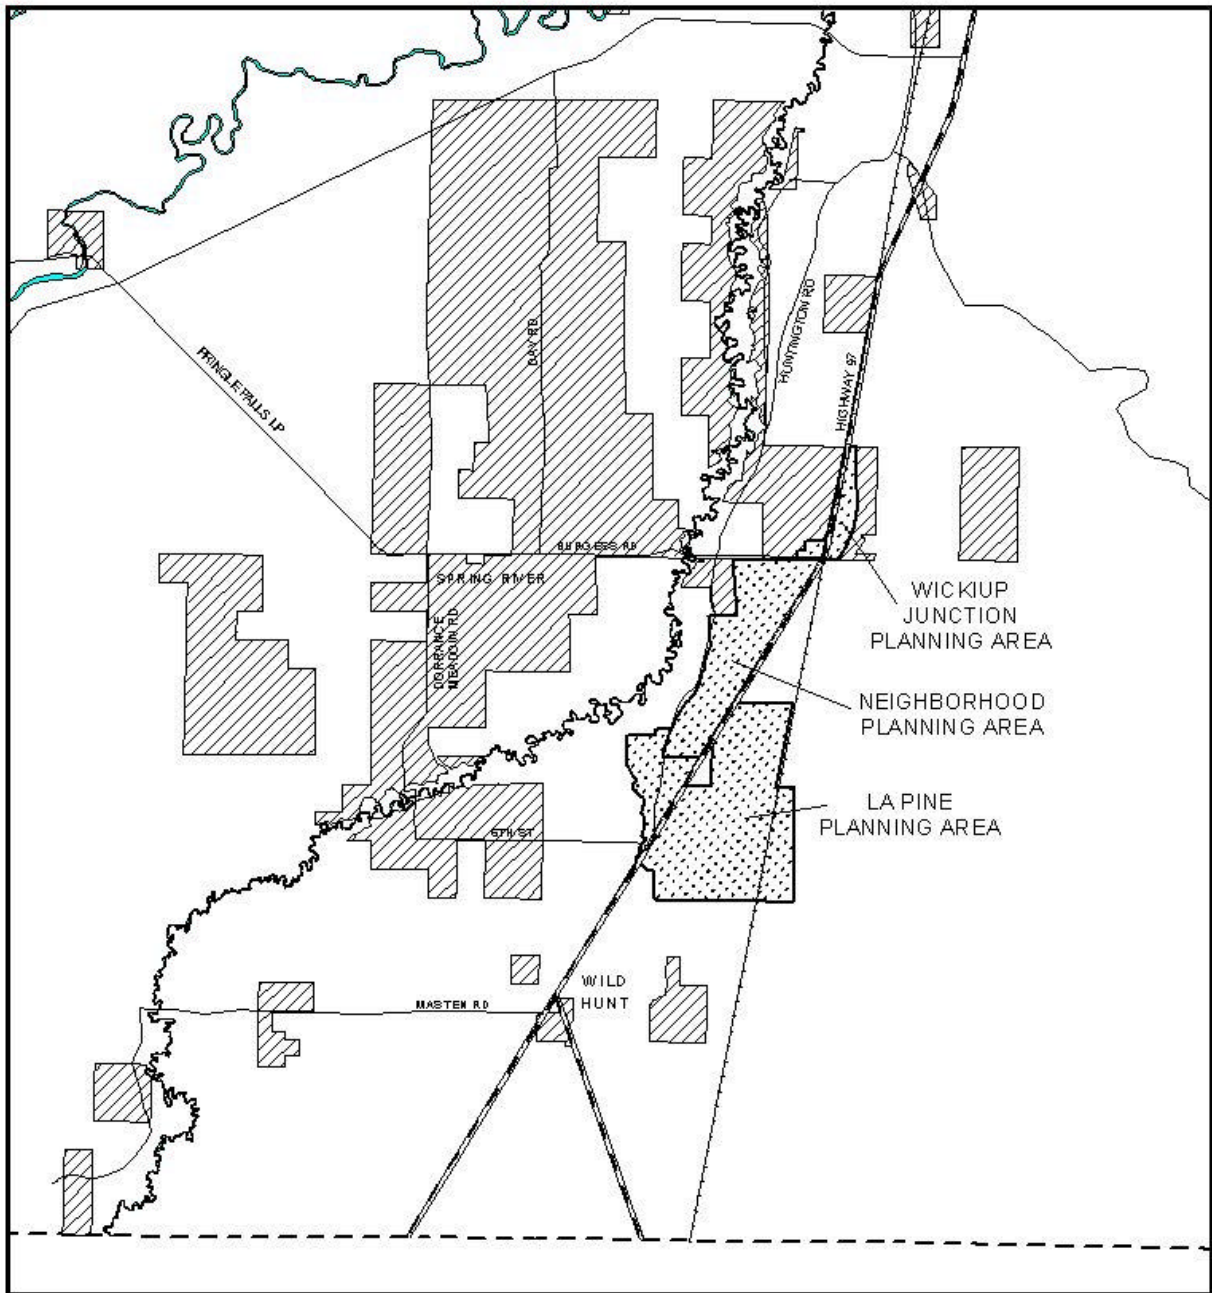 PRINGLE FALLS LP
DAY RD
HUNTINGTON RD
HIGHWAY 97
BURGESS RD
SPRING RIVER
DORRANCE
MEADOW RD
WICKIUP
JUNCTION
PLANNING AREA
NEIGHBORHOOD
PLANNING AREA
LA PINE
PLANNING AREA
6TH ST
WILD
HUNT
MASTEN RD